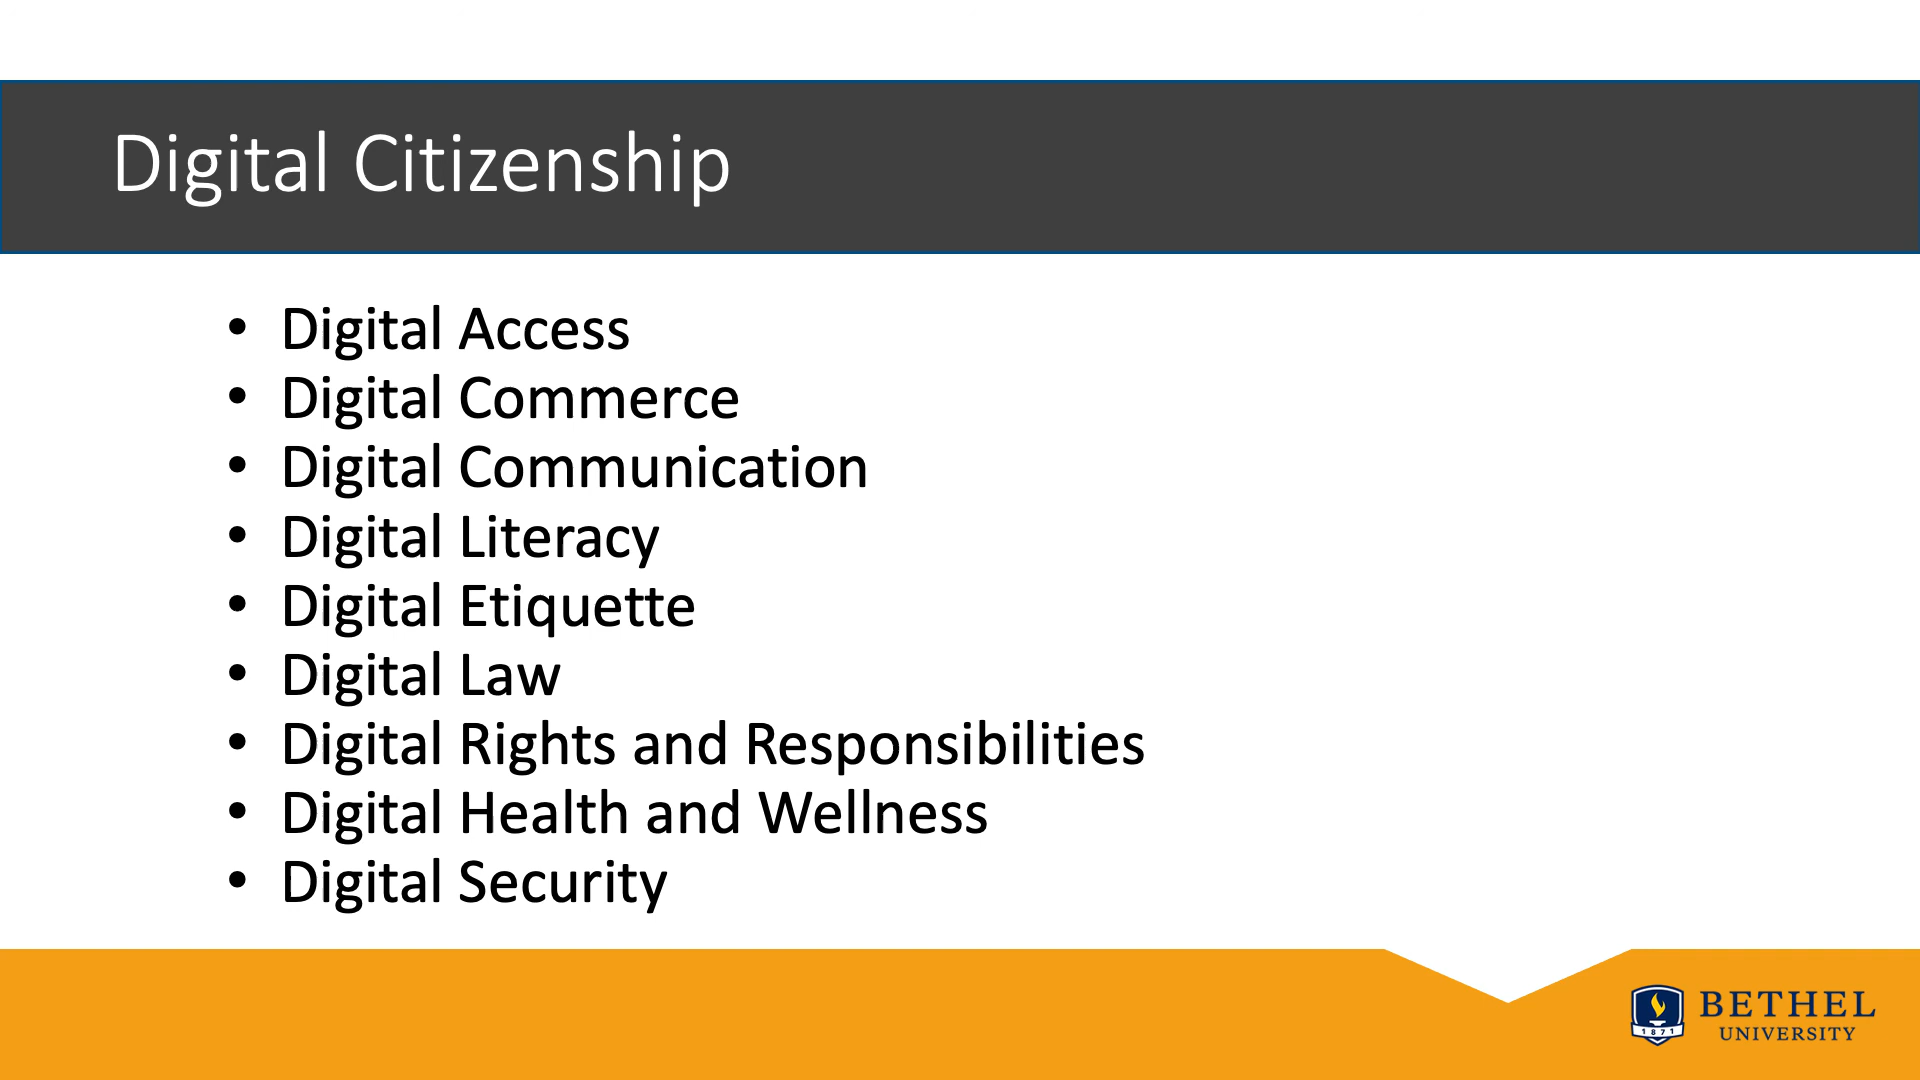 Digital Citizenship
• Digital Access
• Digital Commerce
• Digital Communication
• Digital Literacy
• Digital Etiquette
• Digital Law
• Digital Rights and Responsibilities
• Digital Health and Wellness
• Digital Security
1871
BETHEL
UNIVERSITY